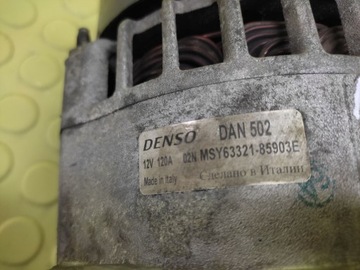 DENSO DAN 502
12V 120A 02N MSY63321-85903E
Made in Italy Сделано в Италии